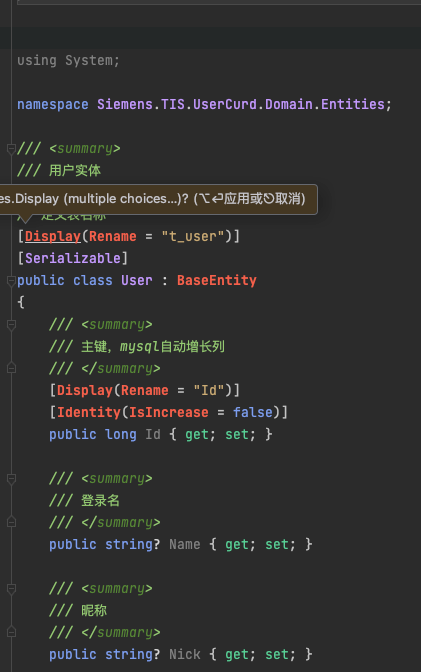 using System;
namespace Siemens.TIS.UserCurd.Domain.Entities;
/// <summary>
/// 用户实体
es.Display (multiple choices...)? (⌥↩应用或⎋取消)
// 定义表名称
[Display(Rename = "t_user")]
[Serializable]
public class User : BaseEntity
{
/// <summary>
/// 主键，mysql自动增长列
/// </summary>
[Display(Rename = "Id")]
[Identity(IsIncrease = false)]
public long Id { get; set; }
/// <summary>
/// 登录名
/// </summary>
public string? Name { get; set; }
/// <summary>
/// 昵称
/// </summary>
public string? Nick { get; set; }